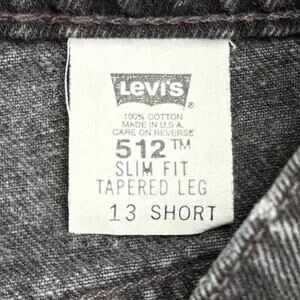 LEVI'S ®
100% COTTON
MADE IN U.S.A.
CARE ON REVERSE
512™
SLIM FIT
TAPERED LEG
13 SHORT